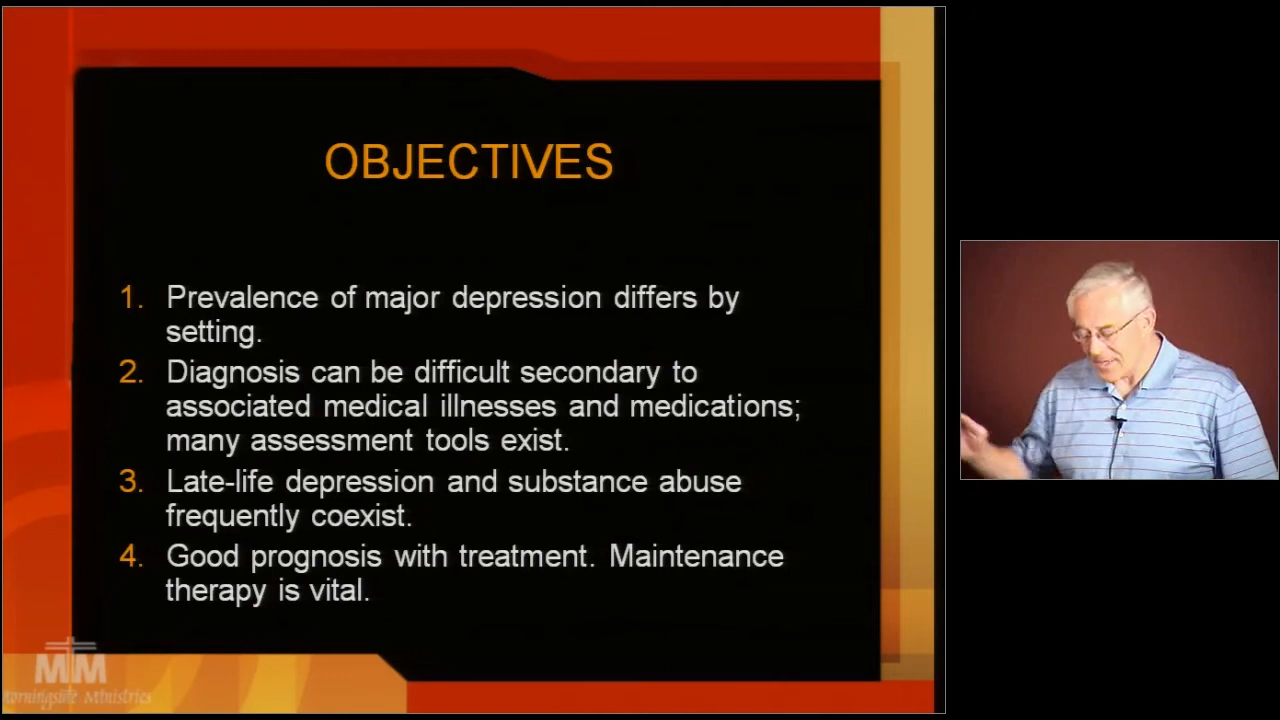 OBJECTIVES
1. Prevalence of major depression differs by
setting.
2. Diagnosis can be difficult secondary to
associated medical illnesses and medications;
many assessment tools exist.
3. Late-life depression and substance abuse
frequently coexist.
4. Good prognosis with treatment. Maintenance
therapy is vital.
MM
Morningside Ministries